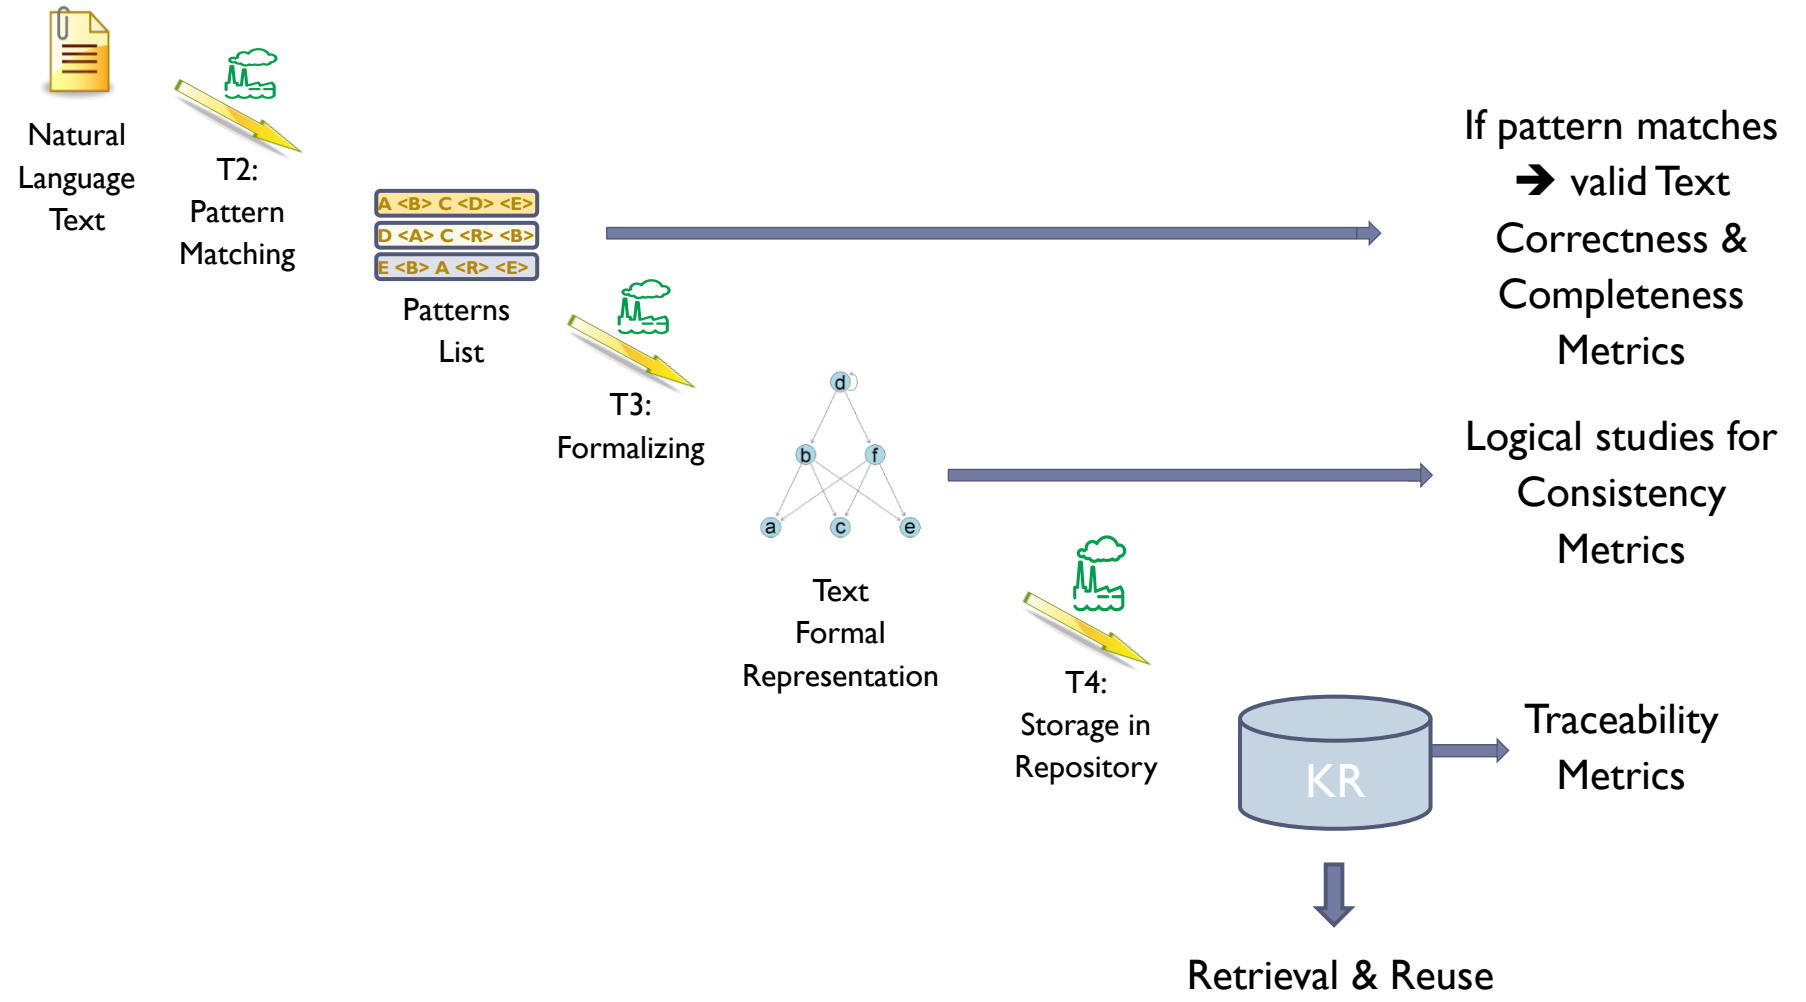 Natural
Language
Text
T2:
Pattern
Matching
A <B> C <D> <E>
D <A> C <R> <B>
E <B> A <R> <E>
Patterns
List
If pattern matches
➔ valid Text
Correctness &
Completeness
Metrics
T3:
Formalizing
d
b f
a c e
Text
Formal
Representation
Logical studies for
Consistency
Metrics
T4:
Storage in
Repository
KR
Traceability
Metrics
Retrieval & Reuse